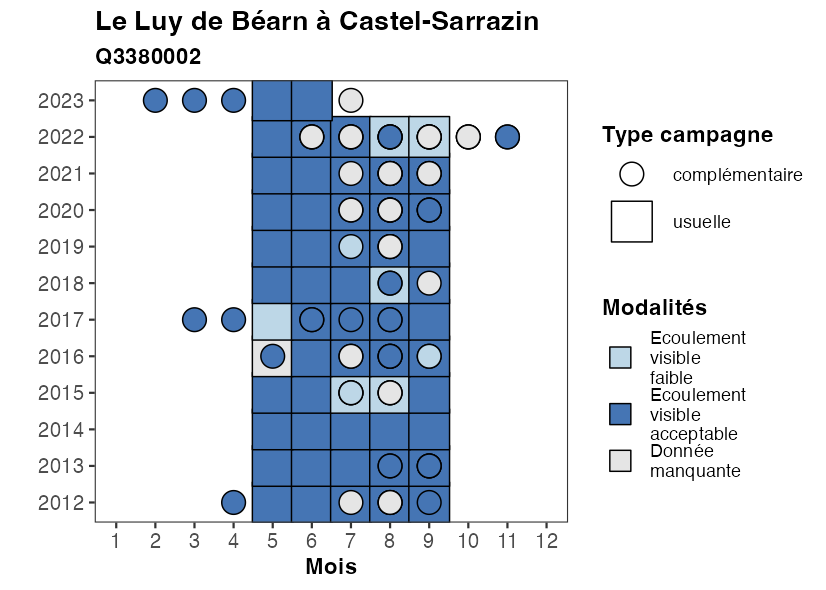 Le Luy de Béarn à Castel-Sarrazin
Q3380002
2023
2022
2021
2020
2019
2018
2017
2016
2015
2014
2013
2012
1 2 3 4 5 6 7 8 9 10 11 12
Mois
Type campagne
complémentaire
usuelle
Modalités
Ecoulement
visible
faible
Ecoulement
visible
acceptable
Donnée
manquante